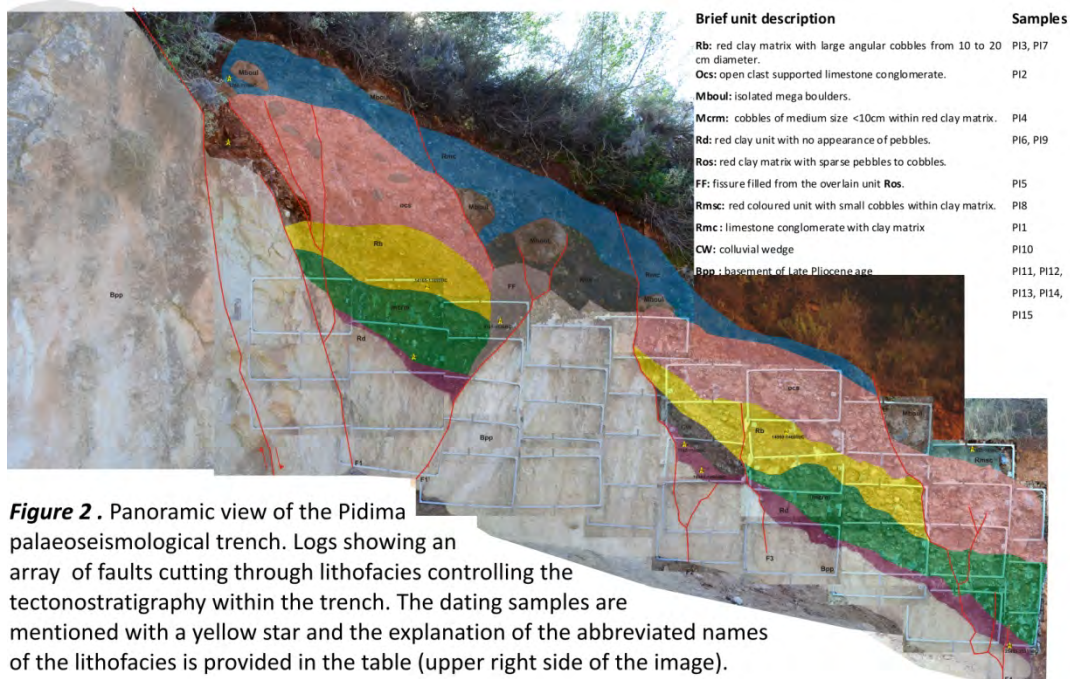 Brief unit description Samples
Rb: red clay matrix with large angular cobbles from 10 to 20 PI3, PI7
cm diameter.
Ocs: open clast supported limestone conglomerate. PI2
Mboul: isolated mega boulders.
Mcrm: cobbles of medium size <10cm within red clay matrix. PI4
Rd: red clay unit with no appearance of pebbles. PI6, PI9
Ros: red clay matrix with sparse pebbles to cobbles.
FF: fissure filled from the overlain unit Ros. PI5
Rmsc: red coloured unit with small cobbles within clay matrix. PI8
Rmc: limestone conglomerate with clay matrix PI1
CW: colluvial wedge PI10
Bpp : basement of Late Pliocene age PI11, PI12,
PI13, PI14,
PI15
Mboul
Mboul
Rmc
ocs
Mboul
Rb
Mboul
FF
Rmc
Mboul
Bpp
Rd
ocs
Mboul
Rb
Rmsc
Bpp
Rd
F1
F1'
F2
F3
Bpp
Figure 2 . Panoramic view of the Pidima
palaeoseismological trench. Logs showing an
array of faults cutting through lithofacies controlling the
tectonostratigraphy within the trench. The dating samples are
mentioned with a yellow star and the explanation of the abbreviated names
of the lithofacies is provided in the table (upper right side of the image).